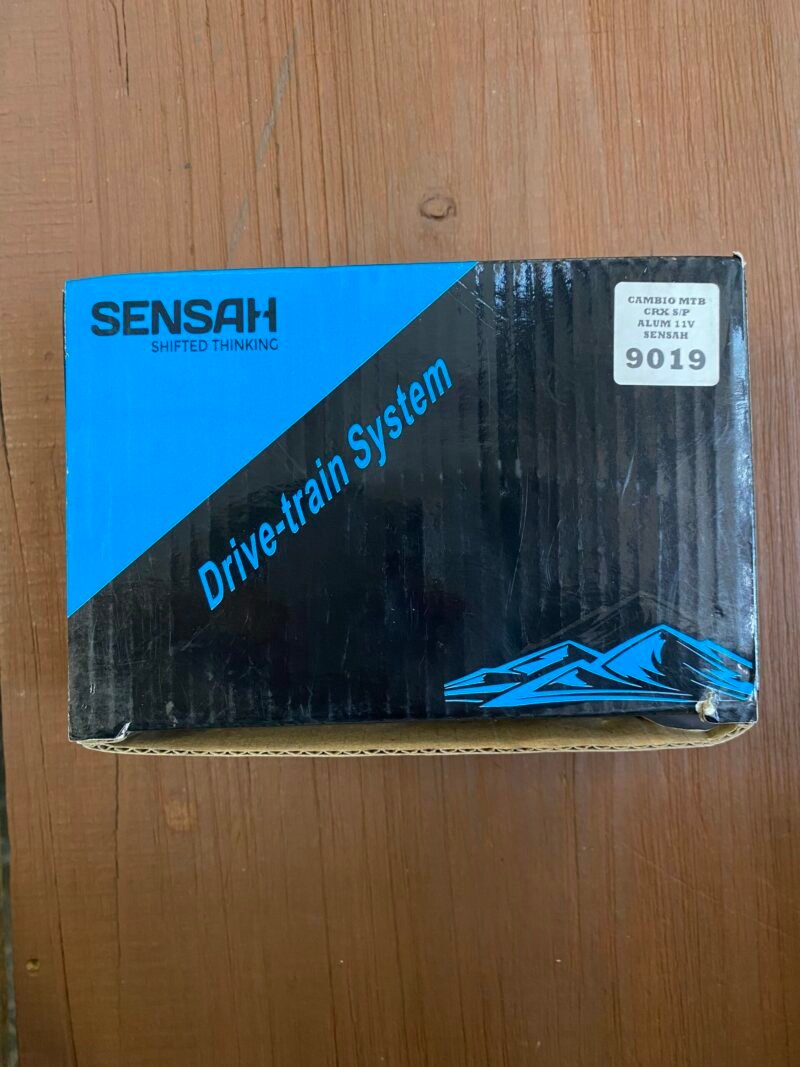 SENSAH
SHIFTED THINKING
Drive-train System
CAMBIO MTB
CRX S/P
ALUM 11V
SENSAH
9019